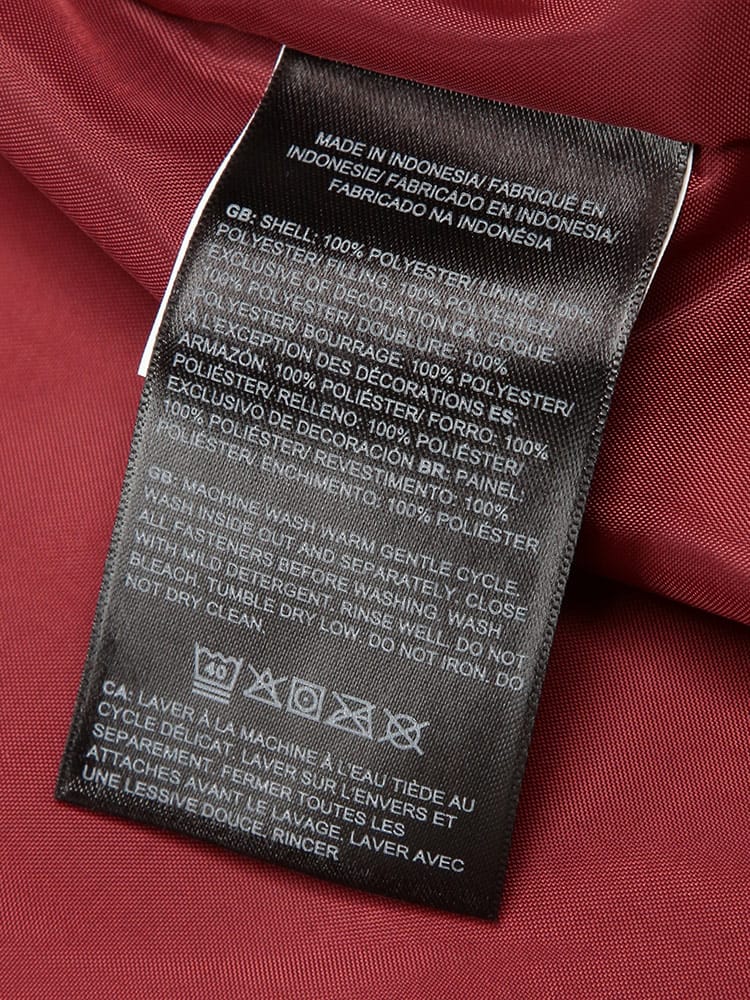 MADE IN INDONESIA/ FABRIQUÉ EN
INDONESIE/ FABRICADO EN INDONESIA/
FABRICADO NA INDONÉSIA
GB: SHELL: 100% POLYESTER/ LINING: 100%
POLYESTER/ FILLING: 100% POLYESTER/
EXCLUSIVE OF DECORATION CA: COQUE:
100% POLYESTER/ DOUBLURE: 100%
POLYESTER/ BOURRAGE: 100% POLYESTER/
À L'EXCEPTION DES DÉCORATIONS ES:
ARMAZON: 100% POLIÉSTER/ FORRO: 100%
POLIÉSTER/ RELLENO: 100% POLIÉSTER/
EXCLUSIVO DE DECORACIÓN BR: PAINEL:
100% POLIÉSTER/ REVESTIMENTO: 100%
POLIÉSTER/ ENCHIMENTO: 100% POLIÉSTER
GB: MACHINE WASH WARM GENTLE CYCLE,
WASH INSIDE OUT AND SEPARATELY, CLOSE
ALL FASTENERS BEFORE WASHING, WASH
WITH MILD DETERGENT. RINSE WELL, DO NOT
BLEACH, TUMBLE DRY LOW, DO NOT IRON, DO
NOT DRY CLEAN.
40
CA: LAVER À LA MACHINE À L'EAU TIÈDE AU
CYCLE DÉLICAT, LAVER SUR L'ENVERS ET
SEPAREMENT, FERMER TOUTES LES
ATTACHES AVANT LE LAVAGE, LAVER AVEC
UNE LESSIVE DOUCE, RINCER